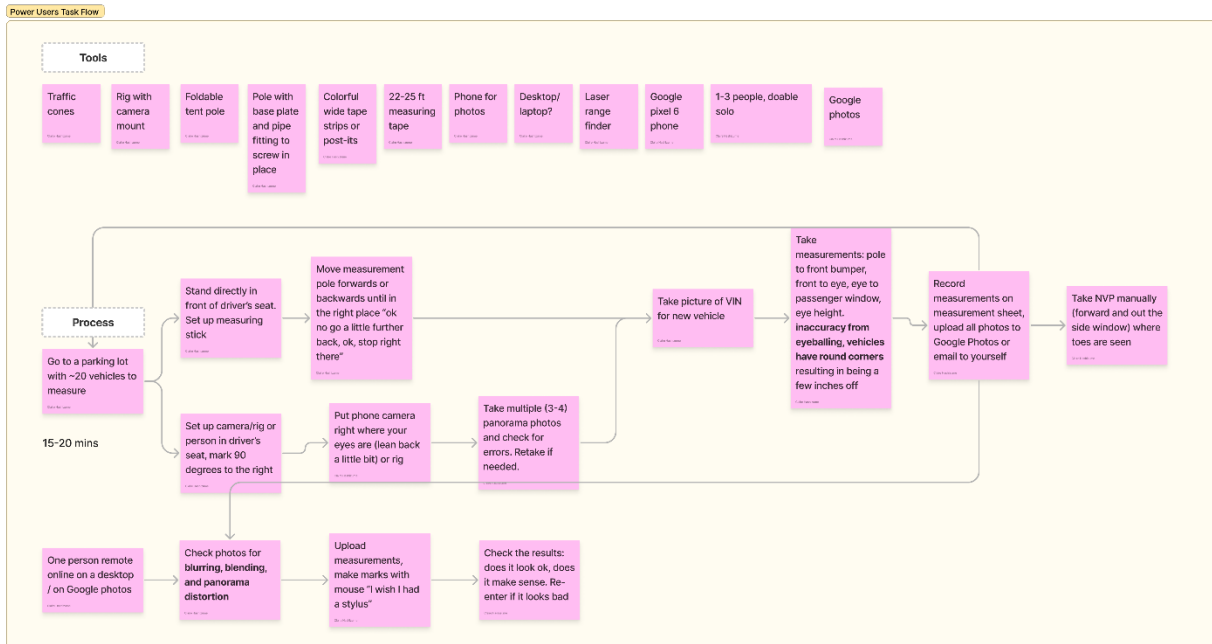 Power Users Task Flow
Tools
Traffic
cones
Rig with
camera
mount
Foldable
tent pole
Pole with
base plate
and pipe
fitting to
screw in
place
Colorful
wide tape
strips or
post-its
22-25 ft
measuring
tape
Phone for
photos
Desktop/
laptop?
Laser
range
finder
Google
pixel 6
phone
1-3 people, doable
solo
Google
photos
Process
Go to a parking lot
with ~20 vehicles to
measure
15-20 mins
Stand directly in
front of driver's seat.
Set up measuring
stick
Move measurement
pole forwards or
backwards until in
the right place "ok
no go a little further
back, ok, stop right
there"
Set up camera/rig or
person in driver's
seat, mark 90
degrees to the right
Put phone camera
right where your
eyes are (lean back
a little bit) or rig
Take multiple (3-4)
panorama photos
and check for
errors. Retake if
needed.
Take picture of VIN
for new vehicle
Take
measurements: pole
to front bumper,
front to eye, eye to
passenger window,
eye height.
inaccuracy from
eyeballing, vehicles
have round corners
resulting in being a
few inches off
Record
measurements on
measurement sheet,
upload all photos to
Google Photos or
email to yourself
Take NVP manually
(forward and out the
side window) where
toes are seen
One person remote
online on a desktop
/ on Google photos
Check photos for
blurring, blending,
and panorama
distortion
Upload
measurements,
make marks with
mouse "I wish I had
a stylus"
Check the results:
does it look ok, does
it make sense. Re-
enter if it looks bad